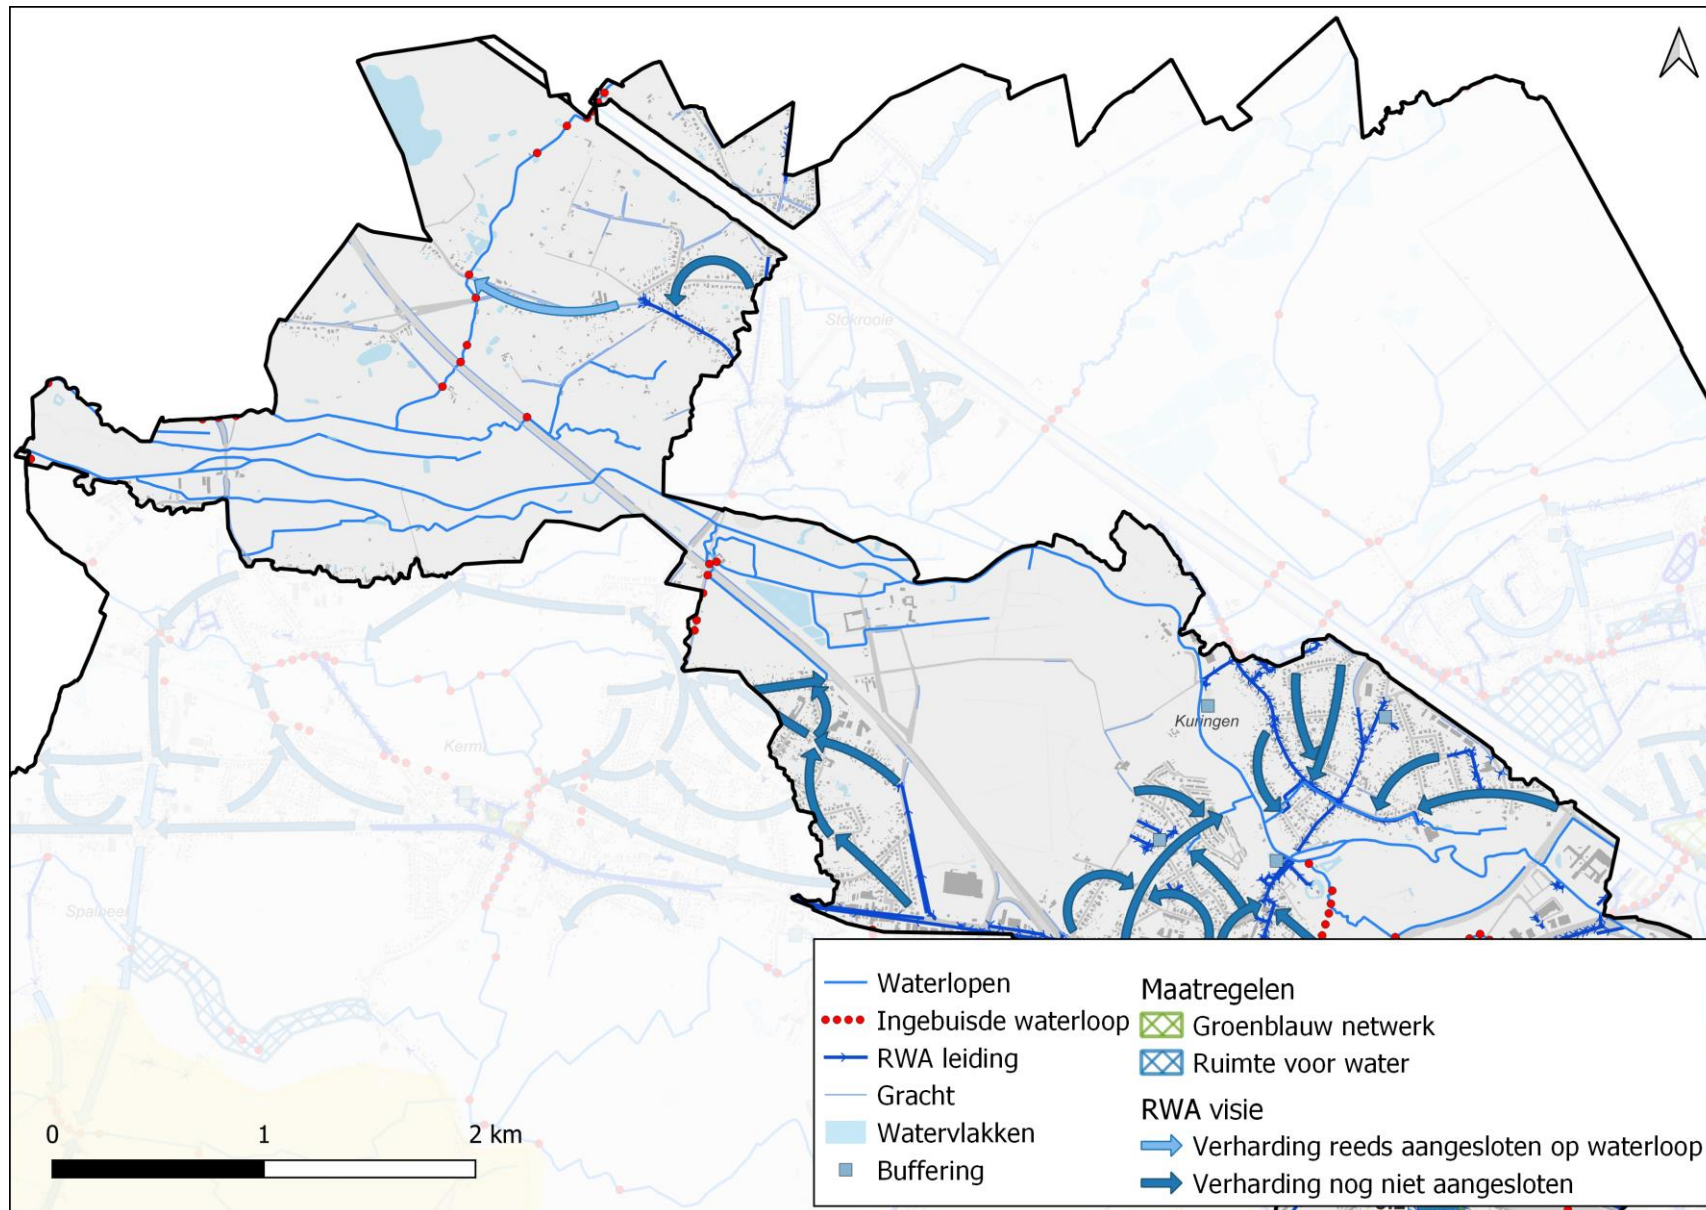 Stokrooie
Kuringen
Kermt
Spalbeek
Waterlopen
Ingebuisde waterloop
RWA leiding
Gracht
Watervlakken
Buffering
Maatregelen
Groenblauw netwerk
Ruimte voor water
RWA visie
Verharding reeds aangesloten op waterloop
Verharding nog niet aangesloten
0 1 2 km